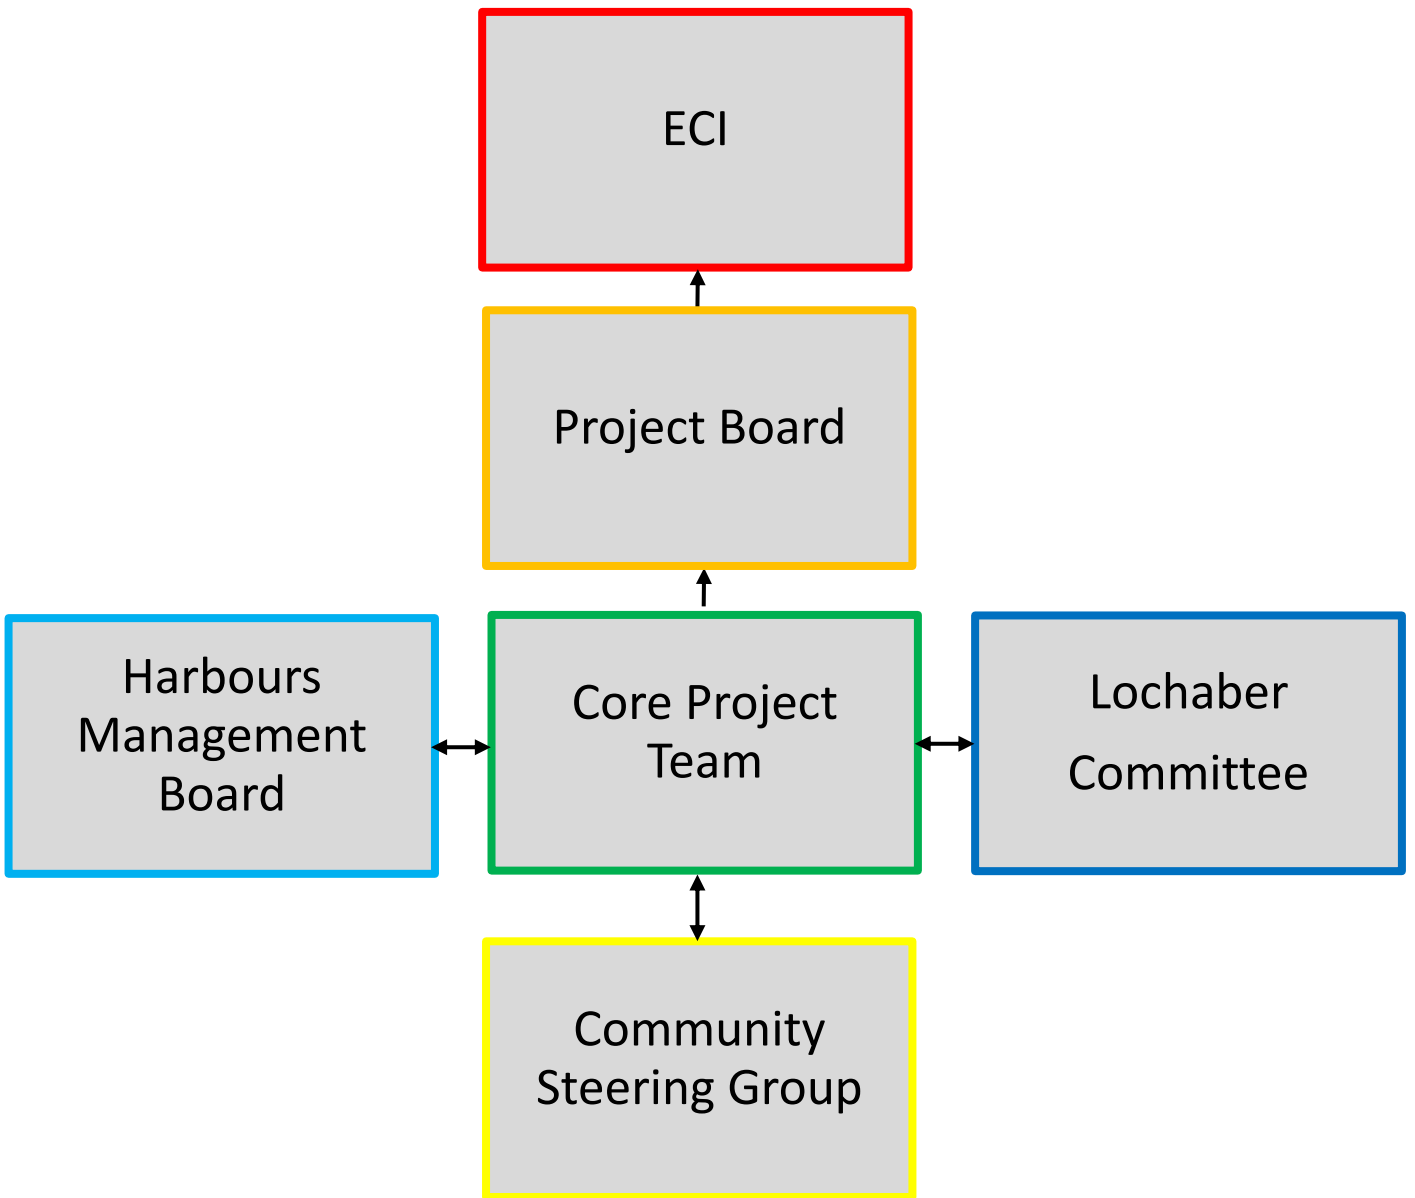 ECI
Project Board
Harbours
Management
Board
Core Project
Team
Lochaber
Committee
Community
Steering Group